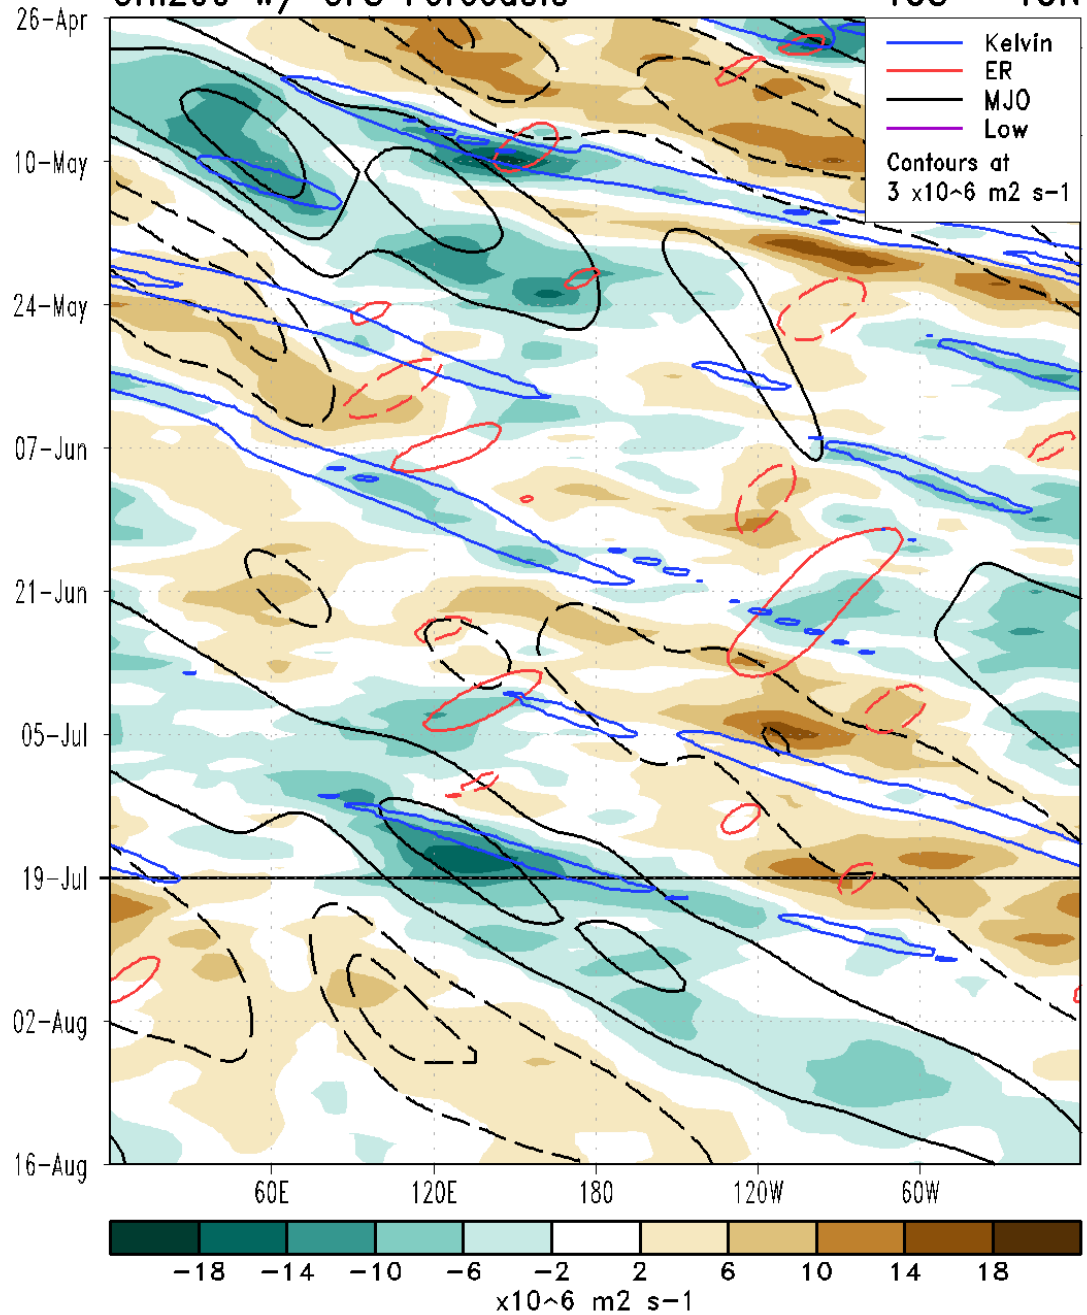 26-Apr
Kelvin
ER
MJO
Low
Contours at
3 x10^6 m2 s-1
10-May
24-May
07-Jun
21-Jun
05-Jul
19-Jul
02-Aug
16-Aug
60E 120E 180 120W 60W
-18 -14 -10 -6 -2 2 6 10 14 18
x10^6 m2 s-1